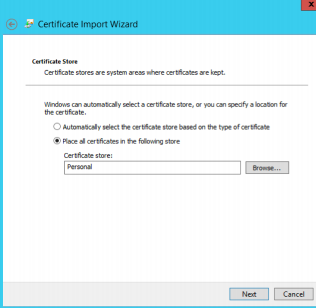 Certificate Import Wizard
Certificate Store
Certificate stores are system areas where certificates are kept.
Windows can automatically select a certificate store, or you can specify a location for
the certificate.
Automatically select the certificate store based on the type of certificate
Place all certificates in the following store
Certificate store:
Personal
Browse...
Next
Cancel